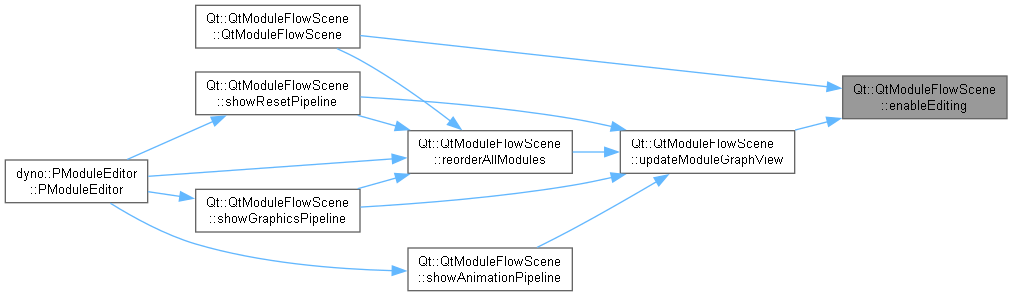 Qt::QtModuleFlowScene
::QtModuleFlowScene
Qt::QtModuleFlowScene
::showResetPipeline
Qt::QtModuleFlowScene
::enableEditing
Qt::QtModuleFlowScene
::reorderAllModules
Qt::QtModuleFlowScene
::updateModuleGraphView
dyno::PModuleEditor
::PModuleEditor
Qt::QtModuleFlowScene
::showGraphicsPipeline
Qt::QtModuleFlowScene
::showAnimationPipeline